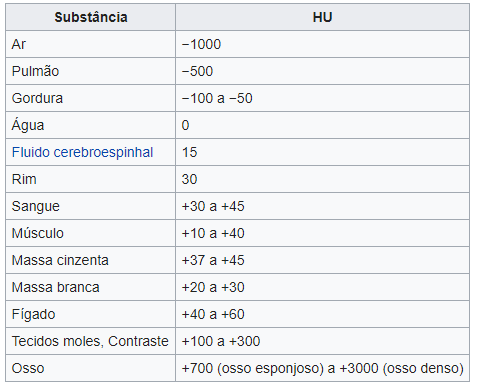 Substância HU
Ar −1000
Pulmão −500
Gordura −100 a −50
Água 0
Fluido cerebroespinhal 15
Rim 30
Sangue +30 a +45
Músculo +10 a +40
Massa cinzenta +37 a +45
Massa branca +20 a +30
Fígado +40 a +60
Tecidos moles, Contraste +100 a +300
Osso +700 (osso esponjoso) a +3000 (osso denso)